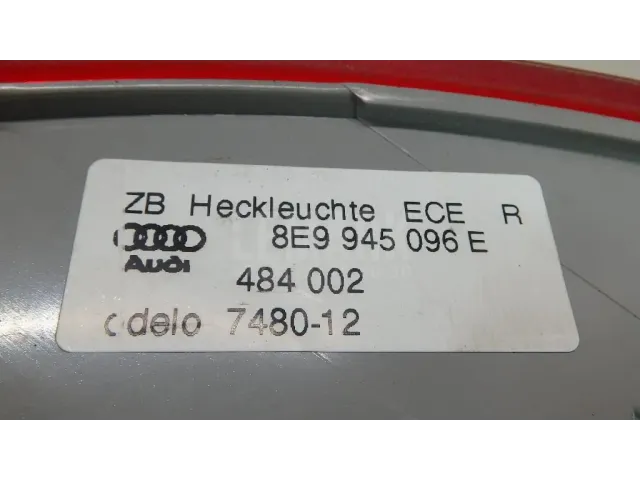 ZB Heckleuchte ECE R
8E9 945 096 E
Audi
484 002
odelo 7480-12